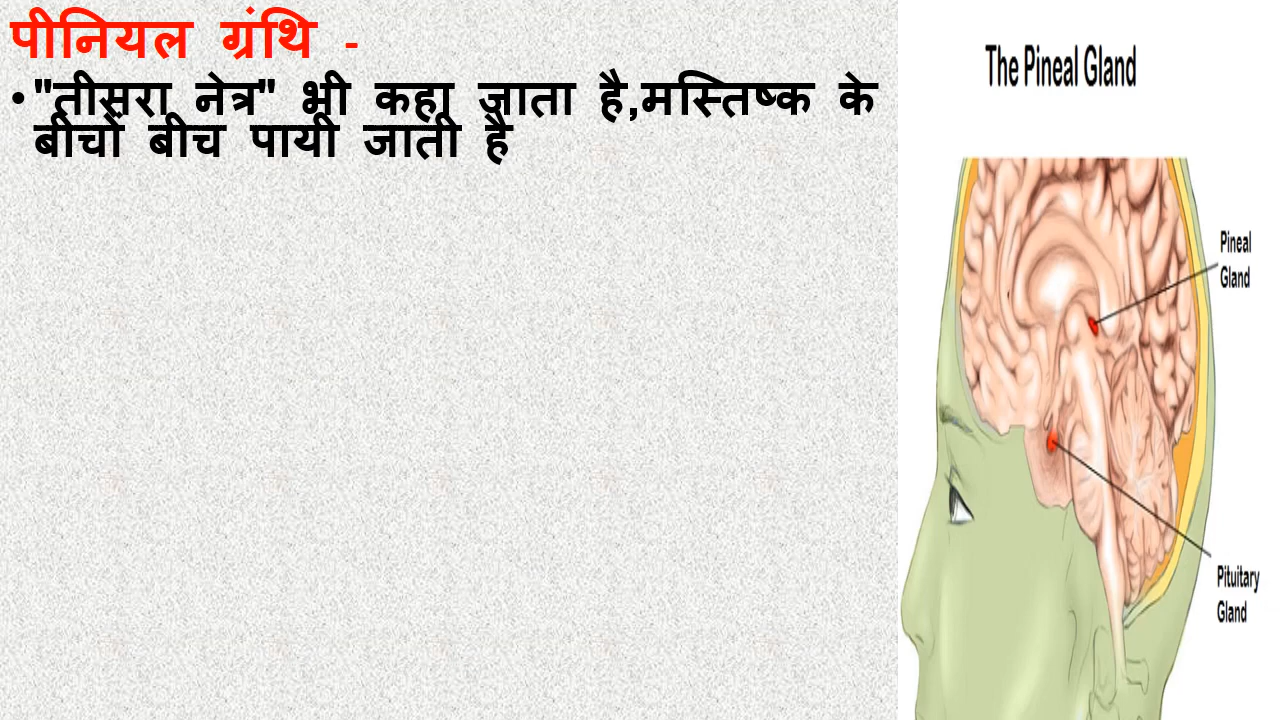 पीनियल ग्रंथि -
•"तीसरा नेत्र" भी कहा जाता है,मस्तिष्क के
बीचों बीच पायी जाती है
The Pineal Gland
Pineal
Gland
Pituitary
Gland